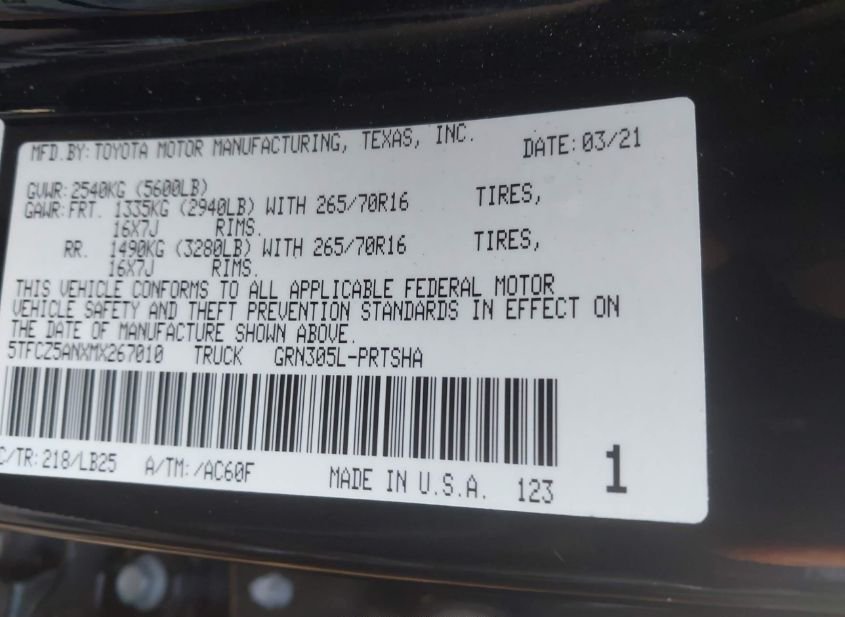 MFD.BY: TOYOTA MOTOR MANUFACTURING, TEXAS, INC. DATE: 03/21
GVWR: 2540KG (5600LB)
GAWR: FRT. 1335KG (2940LB) WITH 265/70R16 TIRES,
16X7J RIMS.
RR. 1490KG (3280LB) WITH 265/70R16 TIRES,
16X7J RIMS.
THIS VEHICLE CONFORMS TO ALL APPLICABLE FEDERAL MOTOR
VEHICLE SAFETY AND THEFT PREVENTION STANDARDS IN EFFECT ON
THE DATE OF MANUFACTURE SHOWN ABOVE.
5TFCZ5ANXMX267010 TRUCK GRN305L-PRTSHA
C/TR: 218/LB25 A/TM: /AC60F MADE IN U.S.A. 123 1